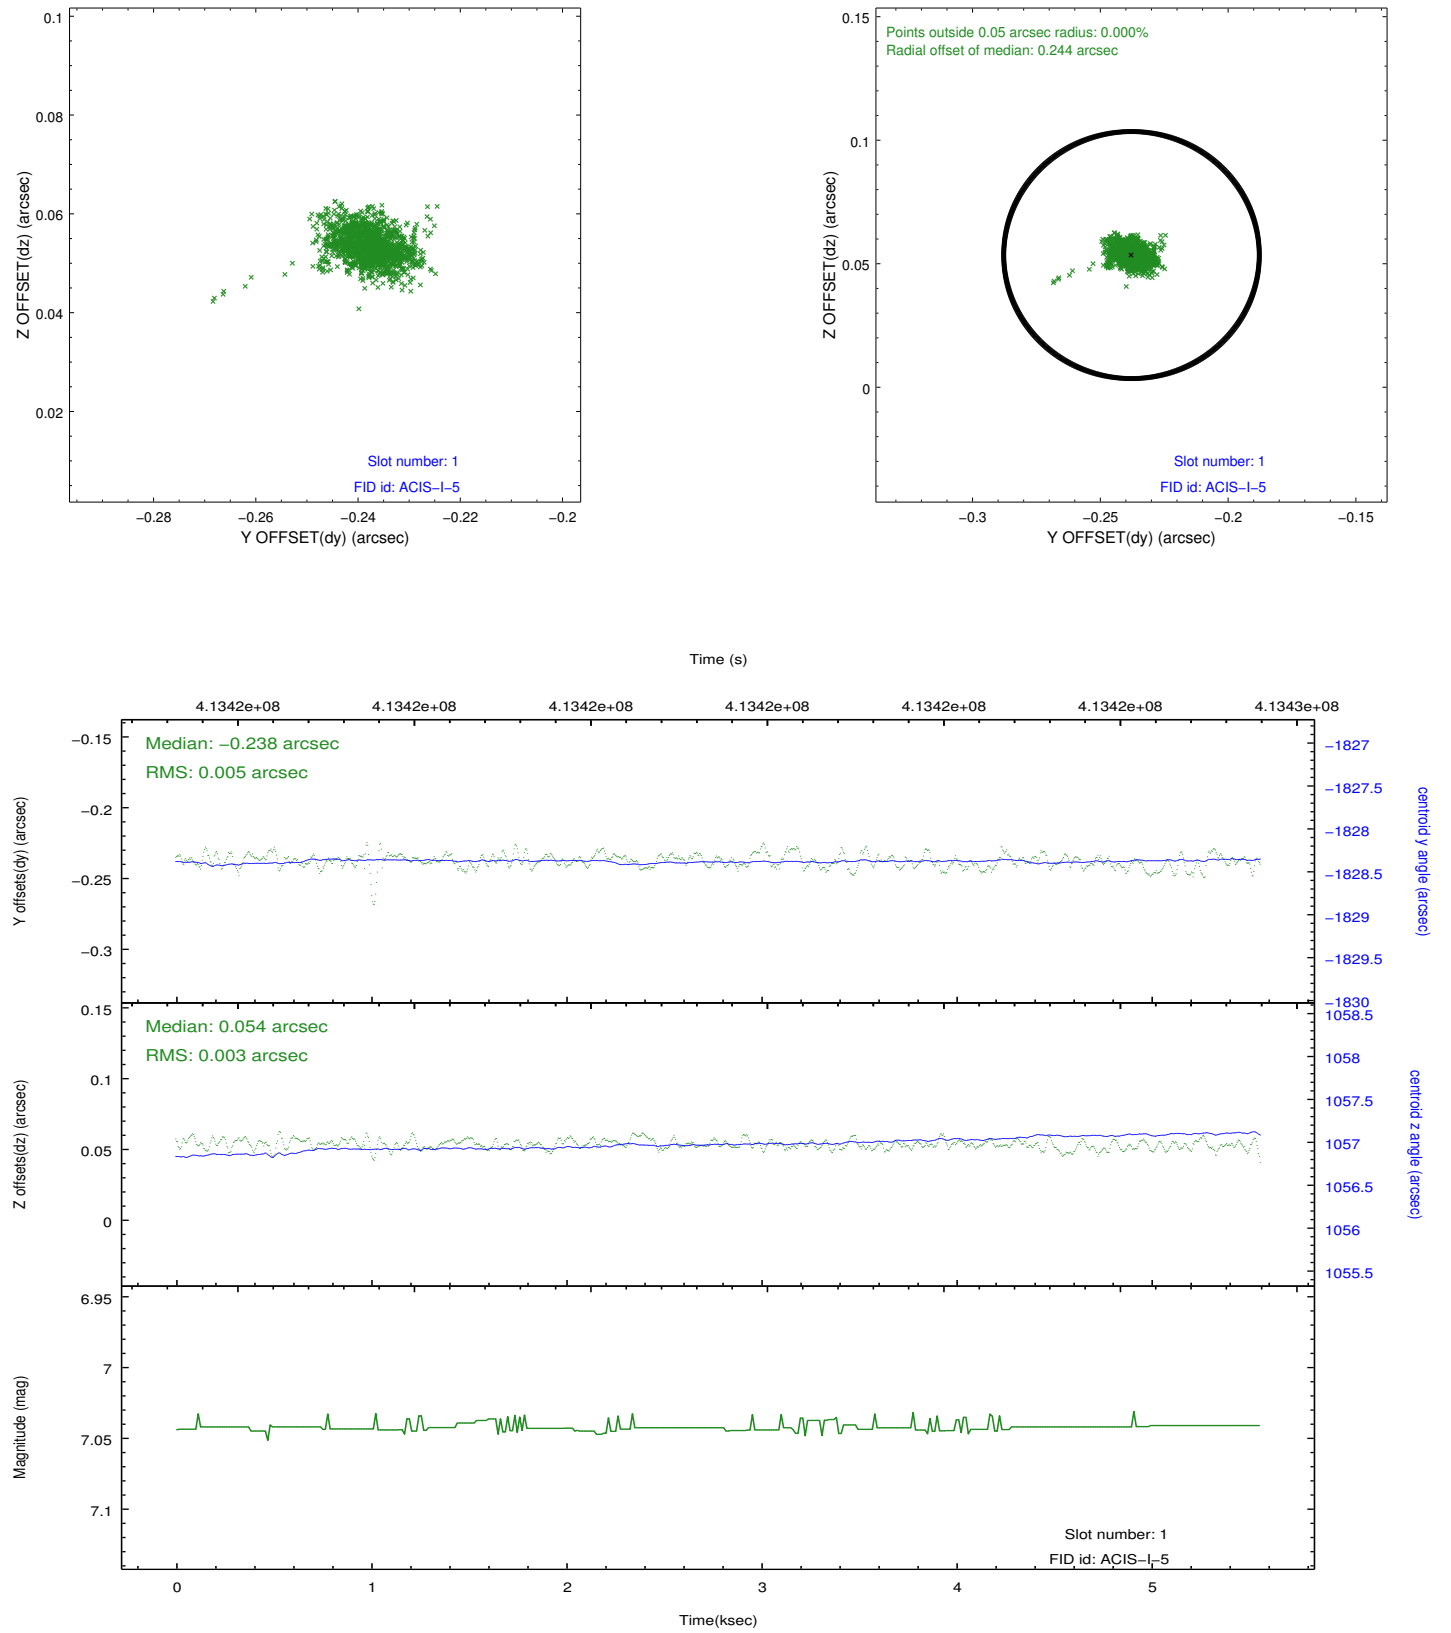 0.1
0.08
0.06
0.04
0.02
Z OFFSET(dz) (arcsec)
Slot number: 1
FID id: ACIS−I−5
−0.28
−0.26
−0.24
−0.22
−0.2
Y OFFSET(dy) (arcsec)
0.15
0.1
0.05
0
Z OFFSET(dz) (arcsec)
Points outside 0.05 arcsec radius: 0.000%
Radial offset of median: 0.244 arcsec
Slot number: 1
FID id: ACIS−I−5
−0.3
−0.25
−0.2
−0.15
Y OFFSET(dy) (arcsec)
Time (s)
4.1342e+08
4.1342e+08
4.1342e+08
4.1342e+08
4.1342e+08
4.1342e+08
4.1343e+08
−0.15
−0.2
−0.25
−0.3
Y offsets(dy) (arcsec)
Median: −0.238 arcsec
RMS: 0.005 arcsec
−1827
−1827.5
−1828
−1828.5
−1829
−1829.5
−1830
centroid y angle (arcsec)
0.15
0.1
0.05
0
Z offsets(dz) (arcsec)
Median: 0.054 arcsec
RMS: 0.003 arcsec
1058.5
1058
1057.5
1057
1056.5
1056
1055.5
centroid z angle (arcsec)
6.95
7
7.05
7.1
Magnitude (mag)
Slot number: 1
FID id: ACIS−I−5
0
1
2
3
4
5
Time(ksec)